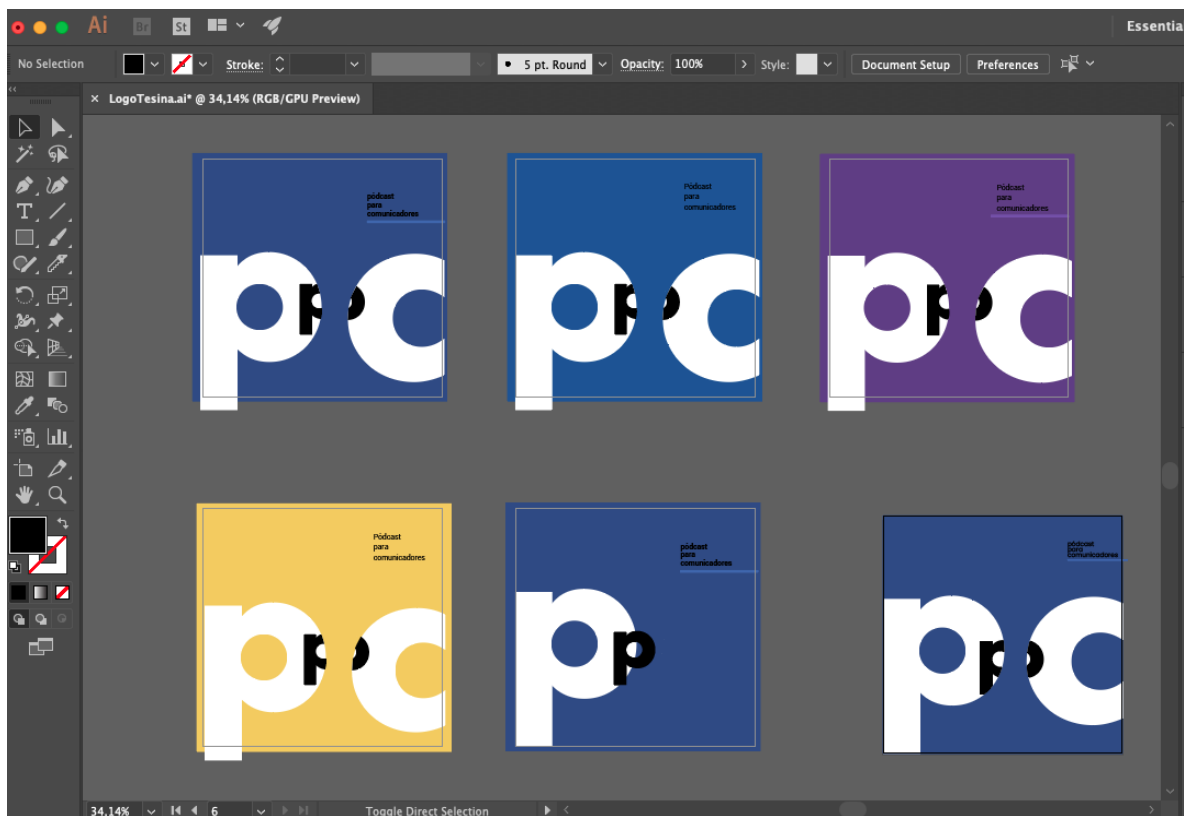 Ai Br St Essentia
No Selection Stroke: 5 pt. Round Opacity: 100% Style: Document Setup Preferences
× LogoTesina.ai* @ 34,14% (RGB/GPU Preview)
pódcast
para
comunicadores
p p p c
Pódcast
para
comunicadores
p p p c
Pódcast
para
comunicadores
p p p c
Pódcast
para
comunicadores
p p p c
pódcast
para
comunicadores
p p
pódcast
para
comunicadores
p p p c
34,14% 6 Toggle Direct Selection